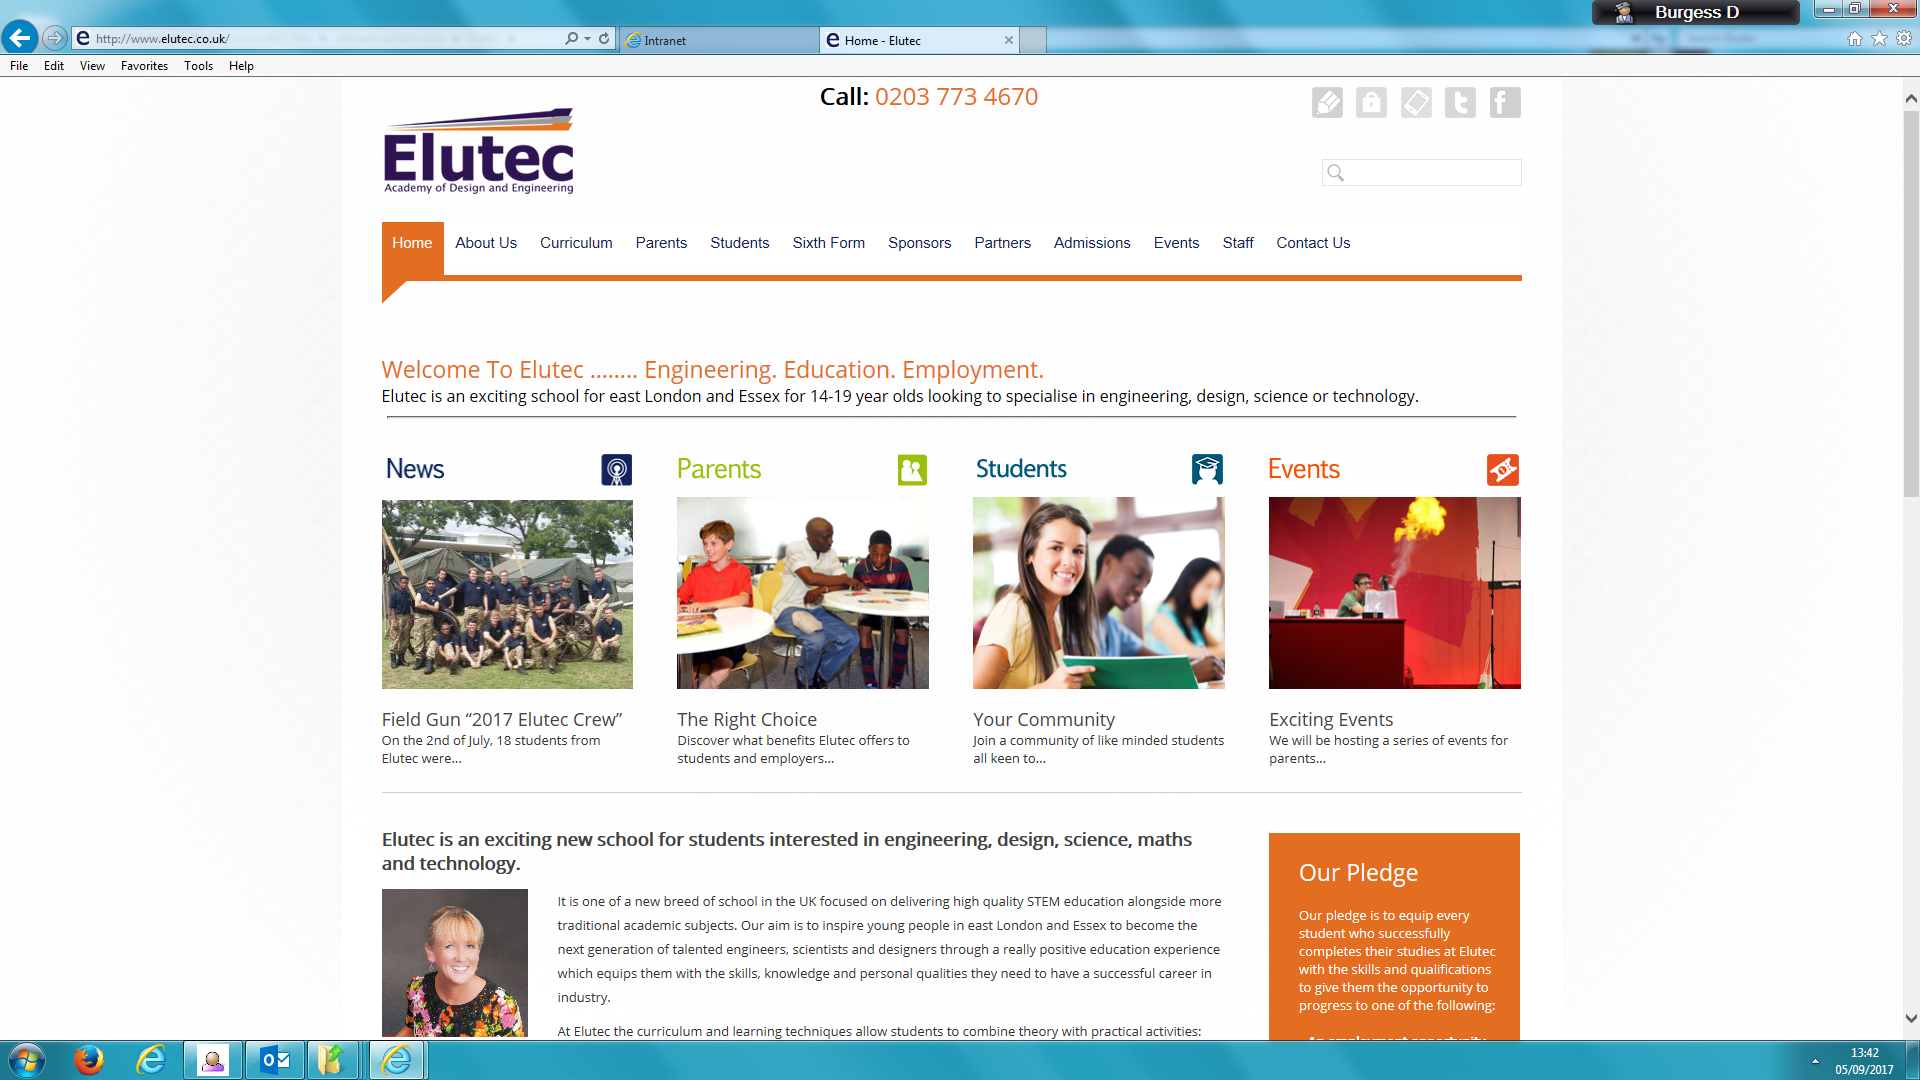 Burgess D
http://www.elutec.co.uk/
Intranet
Home - Elutec
File Edit View Favorites Tools Help
Call: 0203 773 4670
Elutec
Academy of Design and Engineering
Home About Us Curriculum Parents Students Sixth Form Sponsors Partners Admissions Events Staff Contact Us
Welcome To Elutec ........ Engineering. Education. Employment.
Elutec is an exciting school for east London and Essex for 14-19 year olds looking to specialise in engineering, design, science or technology.
News
Parents
Students
Events
Field Gun “2017 Elutec Crew”
On the 2nd of July, 18 students from
Elutec were...
The Right Choice
Discover what benefits Elutec offers to
students and employers...
Your Community
Join a community of like minded students
all keen to...
Exciting Events
We will be hosting a series of events for
parents...
Elutec is an exciting new school for students interested in engineering, design, science, maths
and technology.
It is one of a new breed of school in the UK focused on delivering high quality STEM education alongside more
traditional academic subjects. Our aim is to inspire young people in east London and Essex to become the
next generation of talented engineers, scientists and designers through a really positive education experience
which equips them with the skills, knowledge and personal qualities they need to have a successful career in
industry.
At Elutec the curriculum and learning techniques allow students to combine theory with practical activities:
Our Pledge
Our pledge is to equip every
student who successfully
completes their studies at Elutec
with the skills and qualifications
to give them the opportunity to
progress to one of the following:
An employment opportunity
13:42
05/09/2017